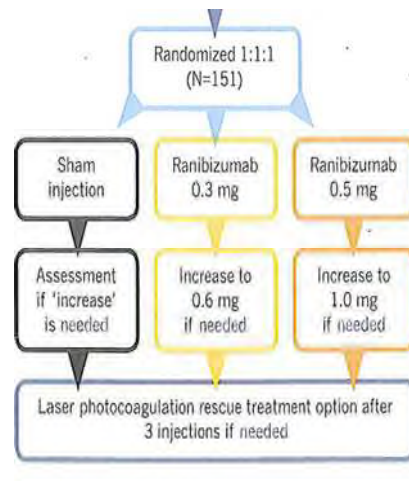 Randomized 1:1:1
(N=151)
Sham
injection
Ranibizumab
0.3 mg
Ranibizumab
0.5 mg
Assessment
if 'increase'
is needed
Increase to
0.6 mg
if needed
Increase to
1.0 mg
if needed
Laser photocoagulation rescue treatment option after
3 injections if needed